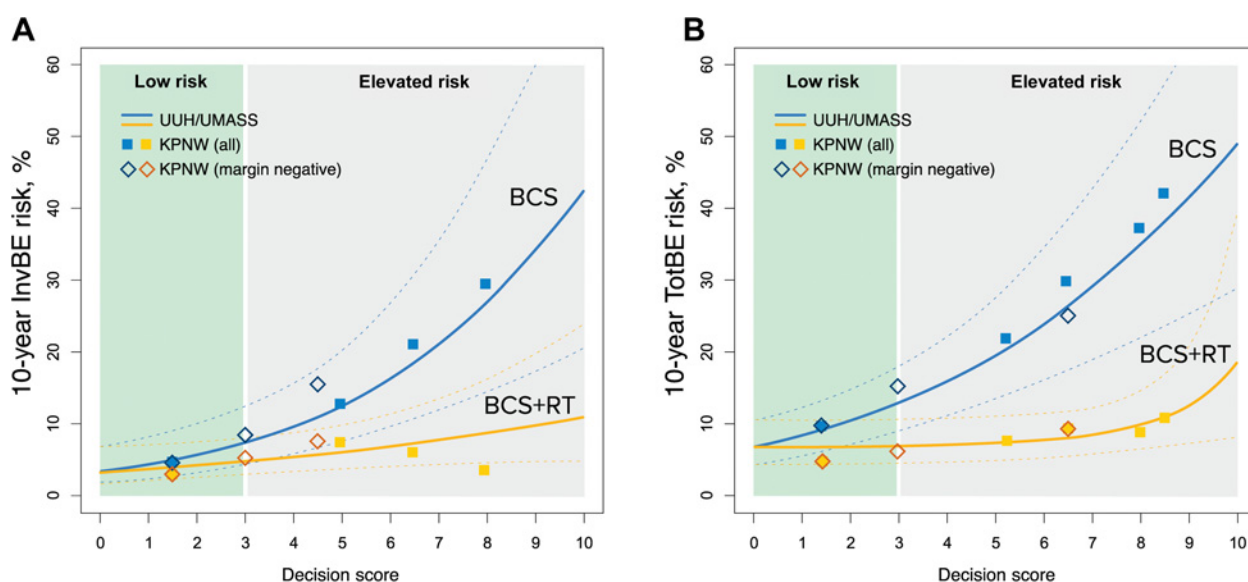 A
10-year InvBE risk, %
60
50
40
30
20
10
0
Low risk
Elevated risk
UUH/UMASS
KPNW (all)
KPNW (margin negative)
BCS
BCS+RT
0 1 2 3 4 5 6 7 8 9 10
Decision score
B
10-year TotBE risk, %
60
50
40
30
20
10
0
Low risk
Elevated risk
UUH/UMASS
KPNW (all)
KPNW (margin negative)
BCS
BCS+RT
0 1 2 3 4 5 6 7 8 9 10
Decision score